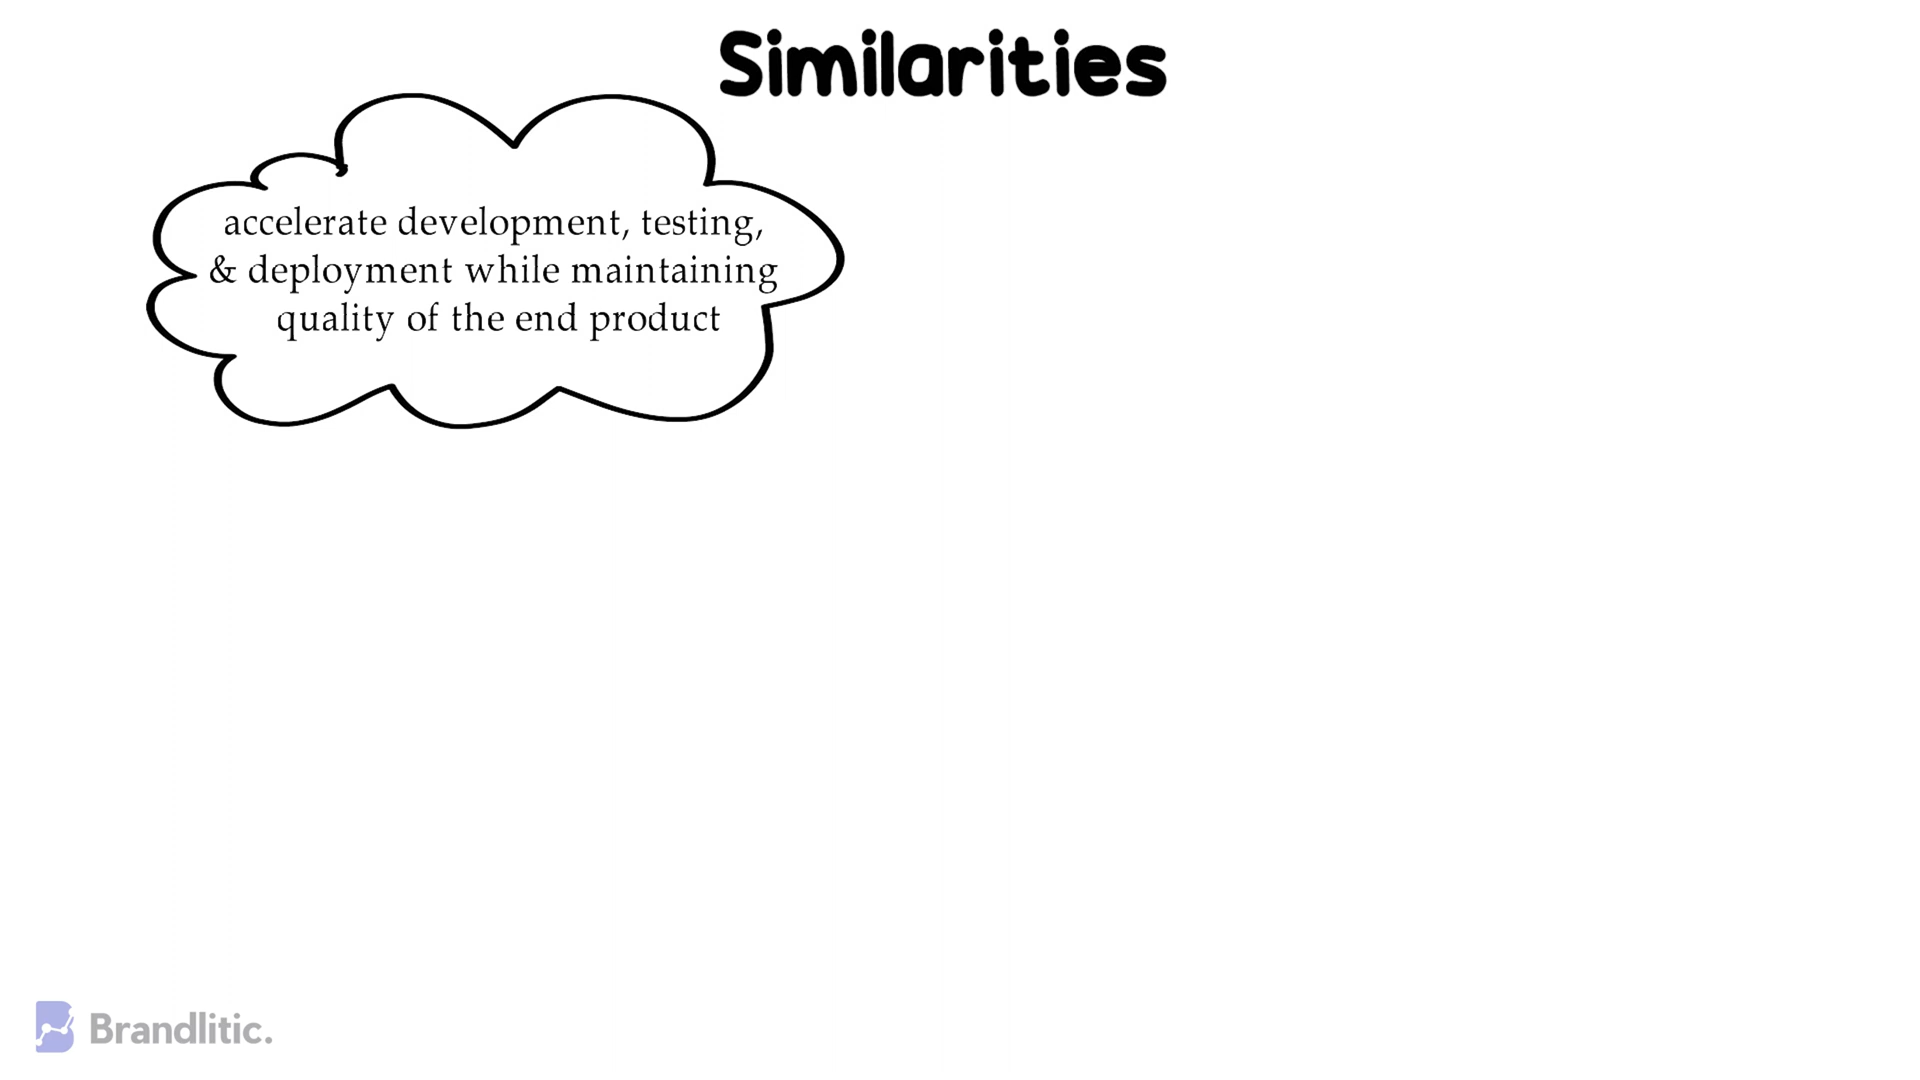 Similarities
accelerate development, testing,
& deployment while maintaining
quality of the end product
Brandlitic.